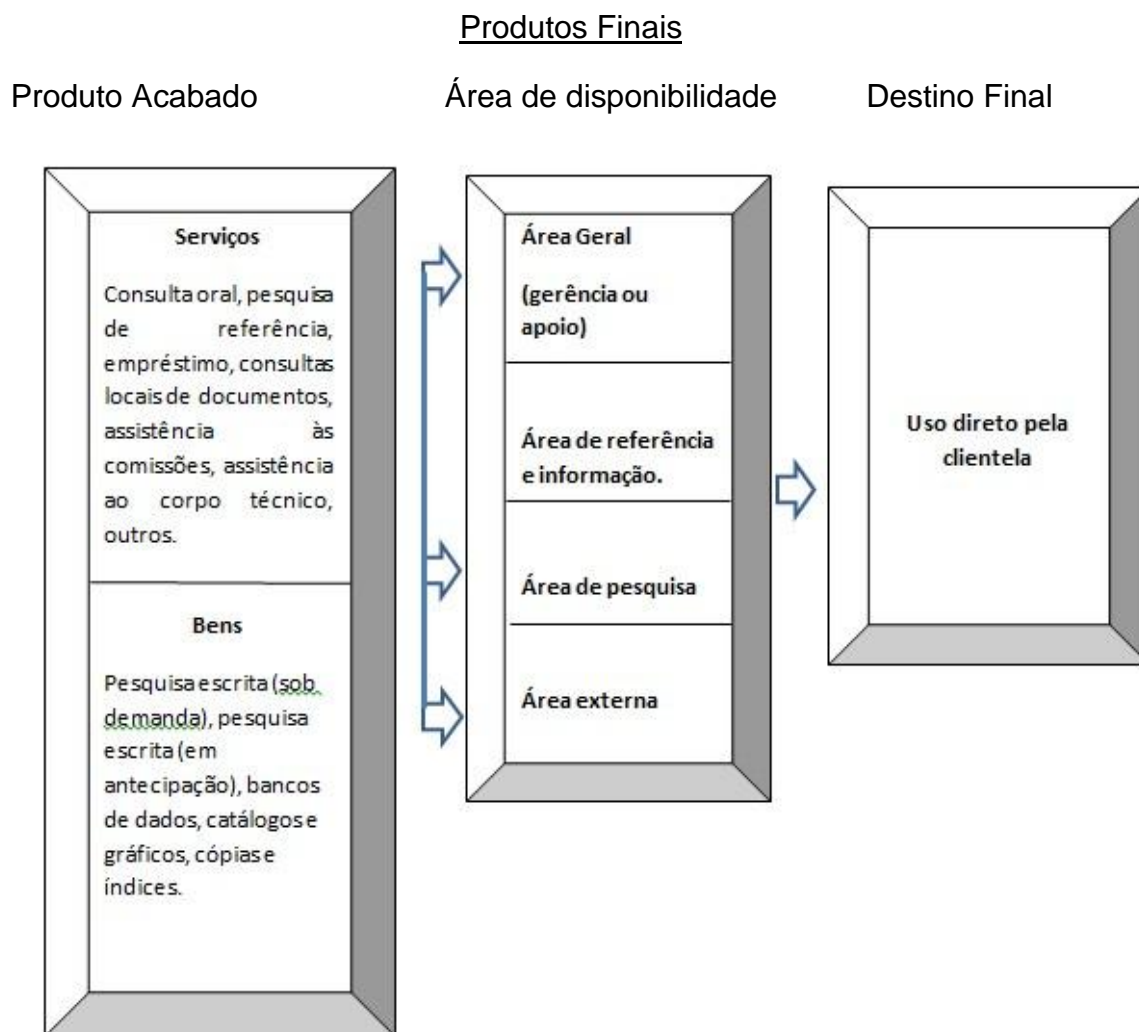 Produtos Finais
Produto Acabado
Área de disponibilidade
Destino Final
Serviços
Consulta oral, pesquisa
de referência,
empréstimo, consultas
locais de documentos,
assistência às
comissões, assistência
ao corpo técnico,
outros.
Bens
Pesquisa escrita (sob
demanda), pesquisa
escrita (em
antecipação), bancos
de dados, catálogos e
gráficos, cópias e
índices.
Área Geral
(gerência ou
apoio)
Área de referência
e informação.
Área de pesquisa
Área externa
Uso direto pela
clientela